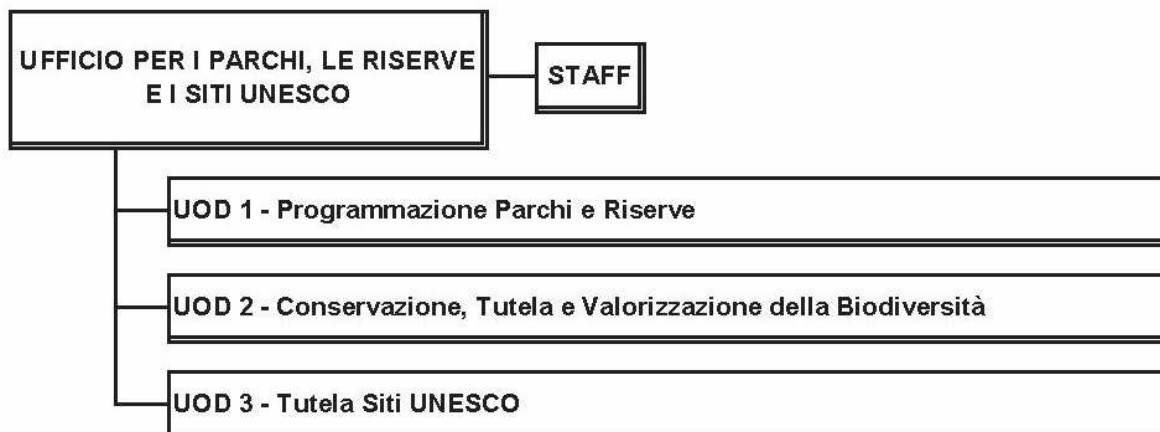 UFFICIO PER I PARCHI, LE RISERVE
E I SITI UNESCO
STAFF
UOD 1 - Programmazione Parchi e Riserve
UOD 2 - Conservazione, Tutela e Valorizzazione della Biodiversità
UOD 3 - Tutela Siti UNESCO